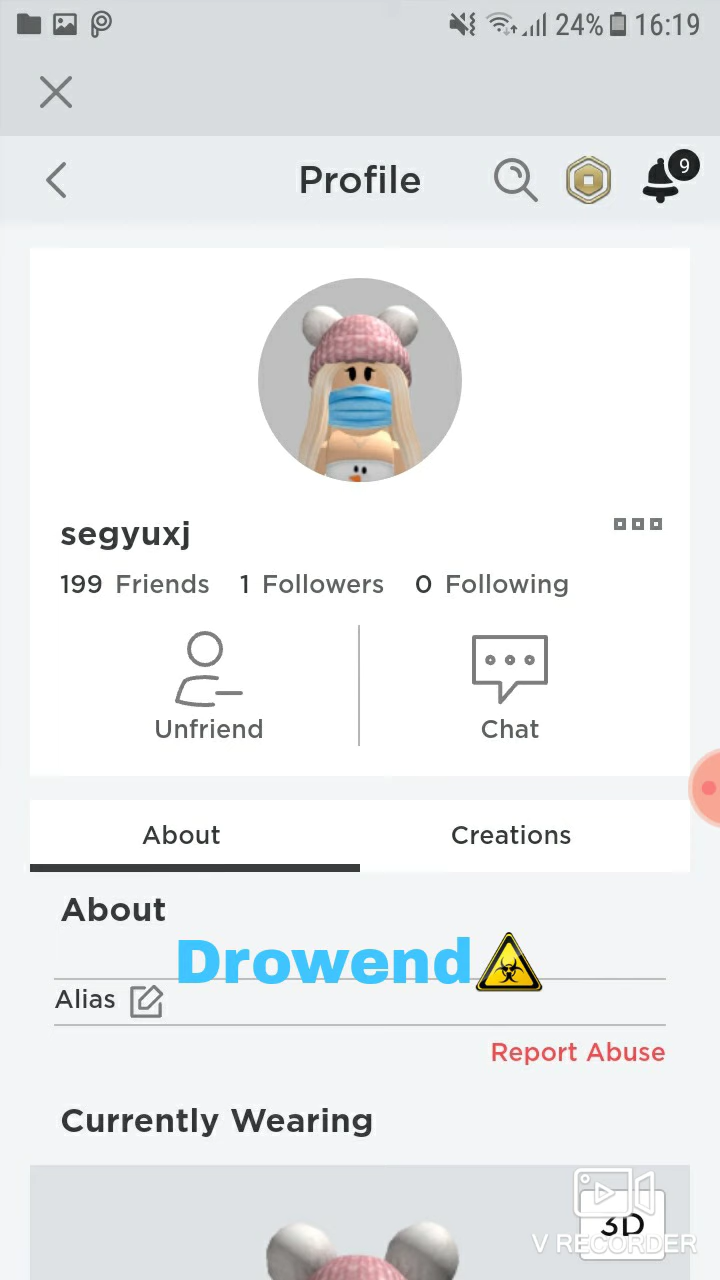 24% 16:19
Profile
9
segyuxj
199 Friends 1 Followers 0 Following
Unfriend Chat
About Creations
About
Drowend
Alias
Report Abuse
Currently Wearing
3D
V RECORDER